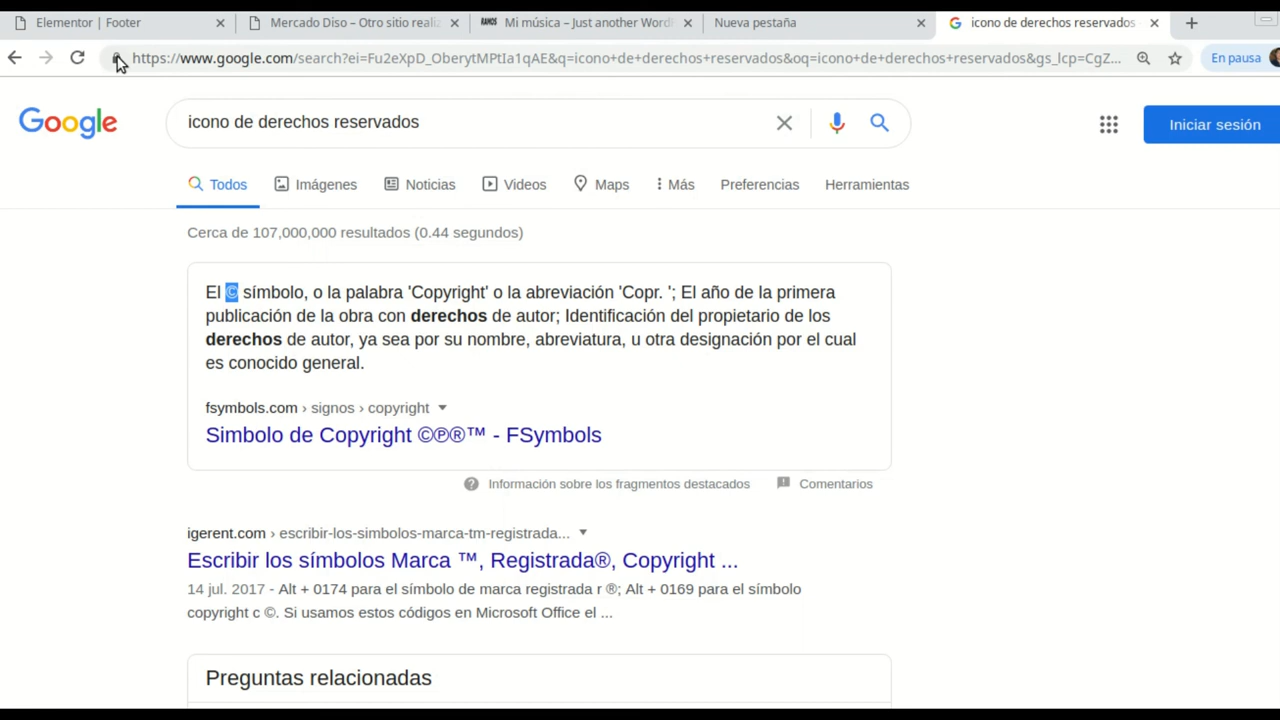 Elementor | Footer
Mercado Diso – Otro sitio realiz
RAMOS Mi música – Just another Word
Nueva pestaña
icono de derechos reservados -
https://www.google.com/search?ei=Fu2eXpD_OberytMPtIa1qAE&q=icono+de+derechos+reservados&oq=icono+de+derechos+reservados&gs_lcp=CgZ...
En pausa
Google
icono de derechos reservados
Iniciar sesión
Todos Imágenes Noticias Videos Maps Más Preferencias Herramientas
Cerca de 107,000,000 resultados (0.44 segundos)
El © símbolo, o la palabra 'Copyright' o la abreviación 'Copr. '; El año de la primera
publicación de la obra con derechos de autor; Identificación del propietario de los
derechos de autor, ya sea por su nombre, abreviatura, u otra designación por el cual
es conocido general.
fsymbols.com › signos › copyright
Simbolo de Copyright ©℗®™ - FSymbols
Información sobre los fragmentos destacados
Comentarios
igerent.com › escribir-los-simbolos-marca-tm-registrada...
Escribir los símbolos Marca ™, Registrada®, Copyright ...
14 jul. 2017 - Alt + 0174 para el símbolo de marca registrada r ®; Alt + 0169 para el símbolo
copyright c ©. Si usamos estos códigos en Microsoft Office el ...
Preguntas relacionadas